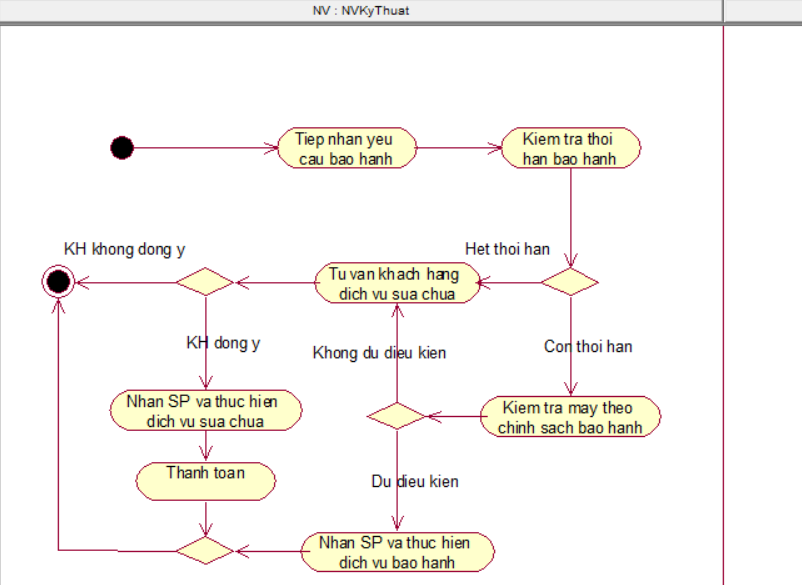 NV : NVKyThuat
Tiep nhan yeu
cau bao hanh
Kiem tra thoi
han bao hanh
KH khong dong y
Het thoi han
Tu van khach hang
dich vu sua chua
KH dong y
Khong du dieu kien
Con thoi han
Nhan SP va thuc hien
dich vu sua chua
Kiem tra may theo
chinh sach bao hanh
Thanh toan
Du dieu kien
Nhan SP va thuc hien
dich vu bao hanh